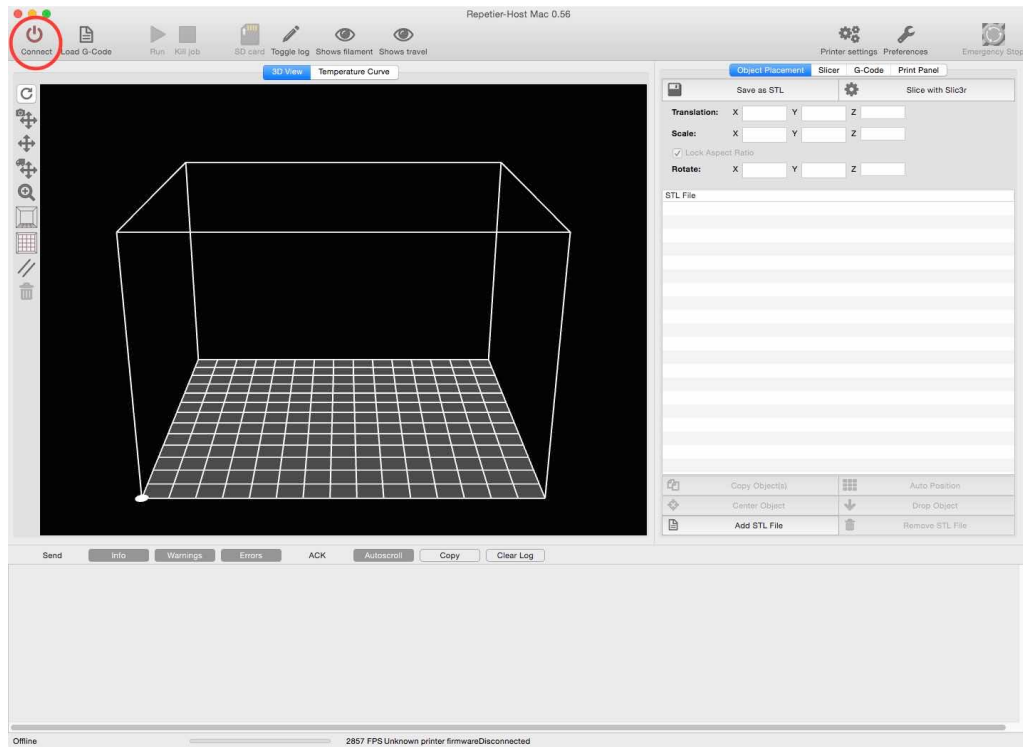 Repetier-Host Mac 0.56
Connect Load G-Code Run Kill job SD card Toggle log Shows filament Shows travel Printer settings Preferences Emergency Stop
3D View Temperature Curve
Object Placement Slicer G-Code Print Panel
Save as STL Slice with Slic3r
Translation: X Y Z
Scale: X Y Z
Lock Aspect Ratio
Rotate: X Y Z
STL File
Copy Object(s) Auto Position
Center Object Drop Object
Add STL File Remove STL File
Send Info Warnings Errors ACK Autoscroll Copy Clear Log
Offline 2857 FPS Unknown printer firmwareDisconnected